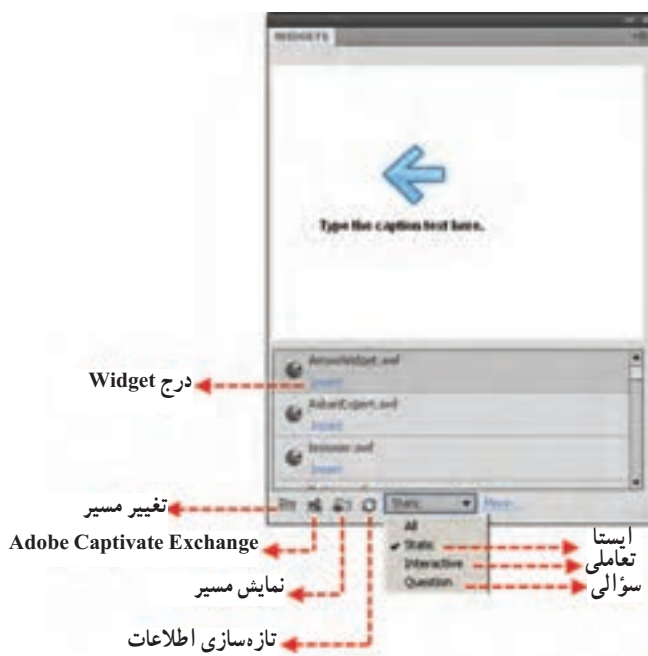 WIDGETS
Type the caption text here.
ArrowWidget.swf
Insert
درج Widget
AskanExpert.swf
Insert
Insert
تغییر مسیر
Static
More...
Adobe Captivate Exchange
All
Static
ایستا
Interactive
تعاملی
Question
سؤالی
نمایش مسیر
تازه‌سازی اطلاعات